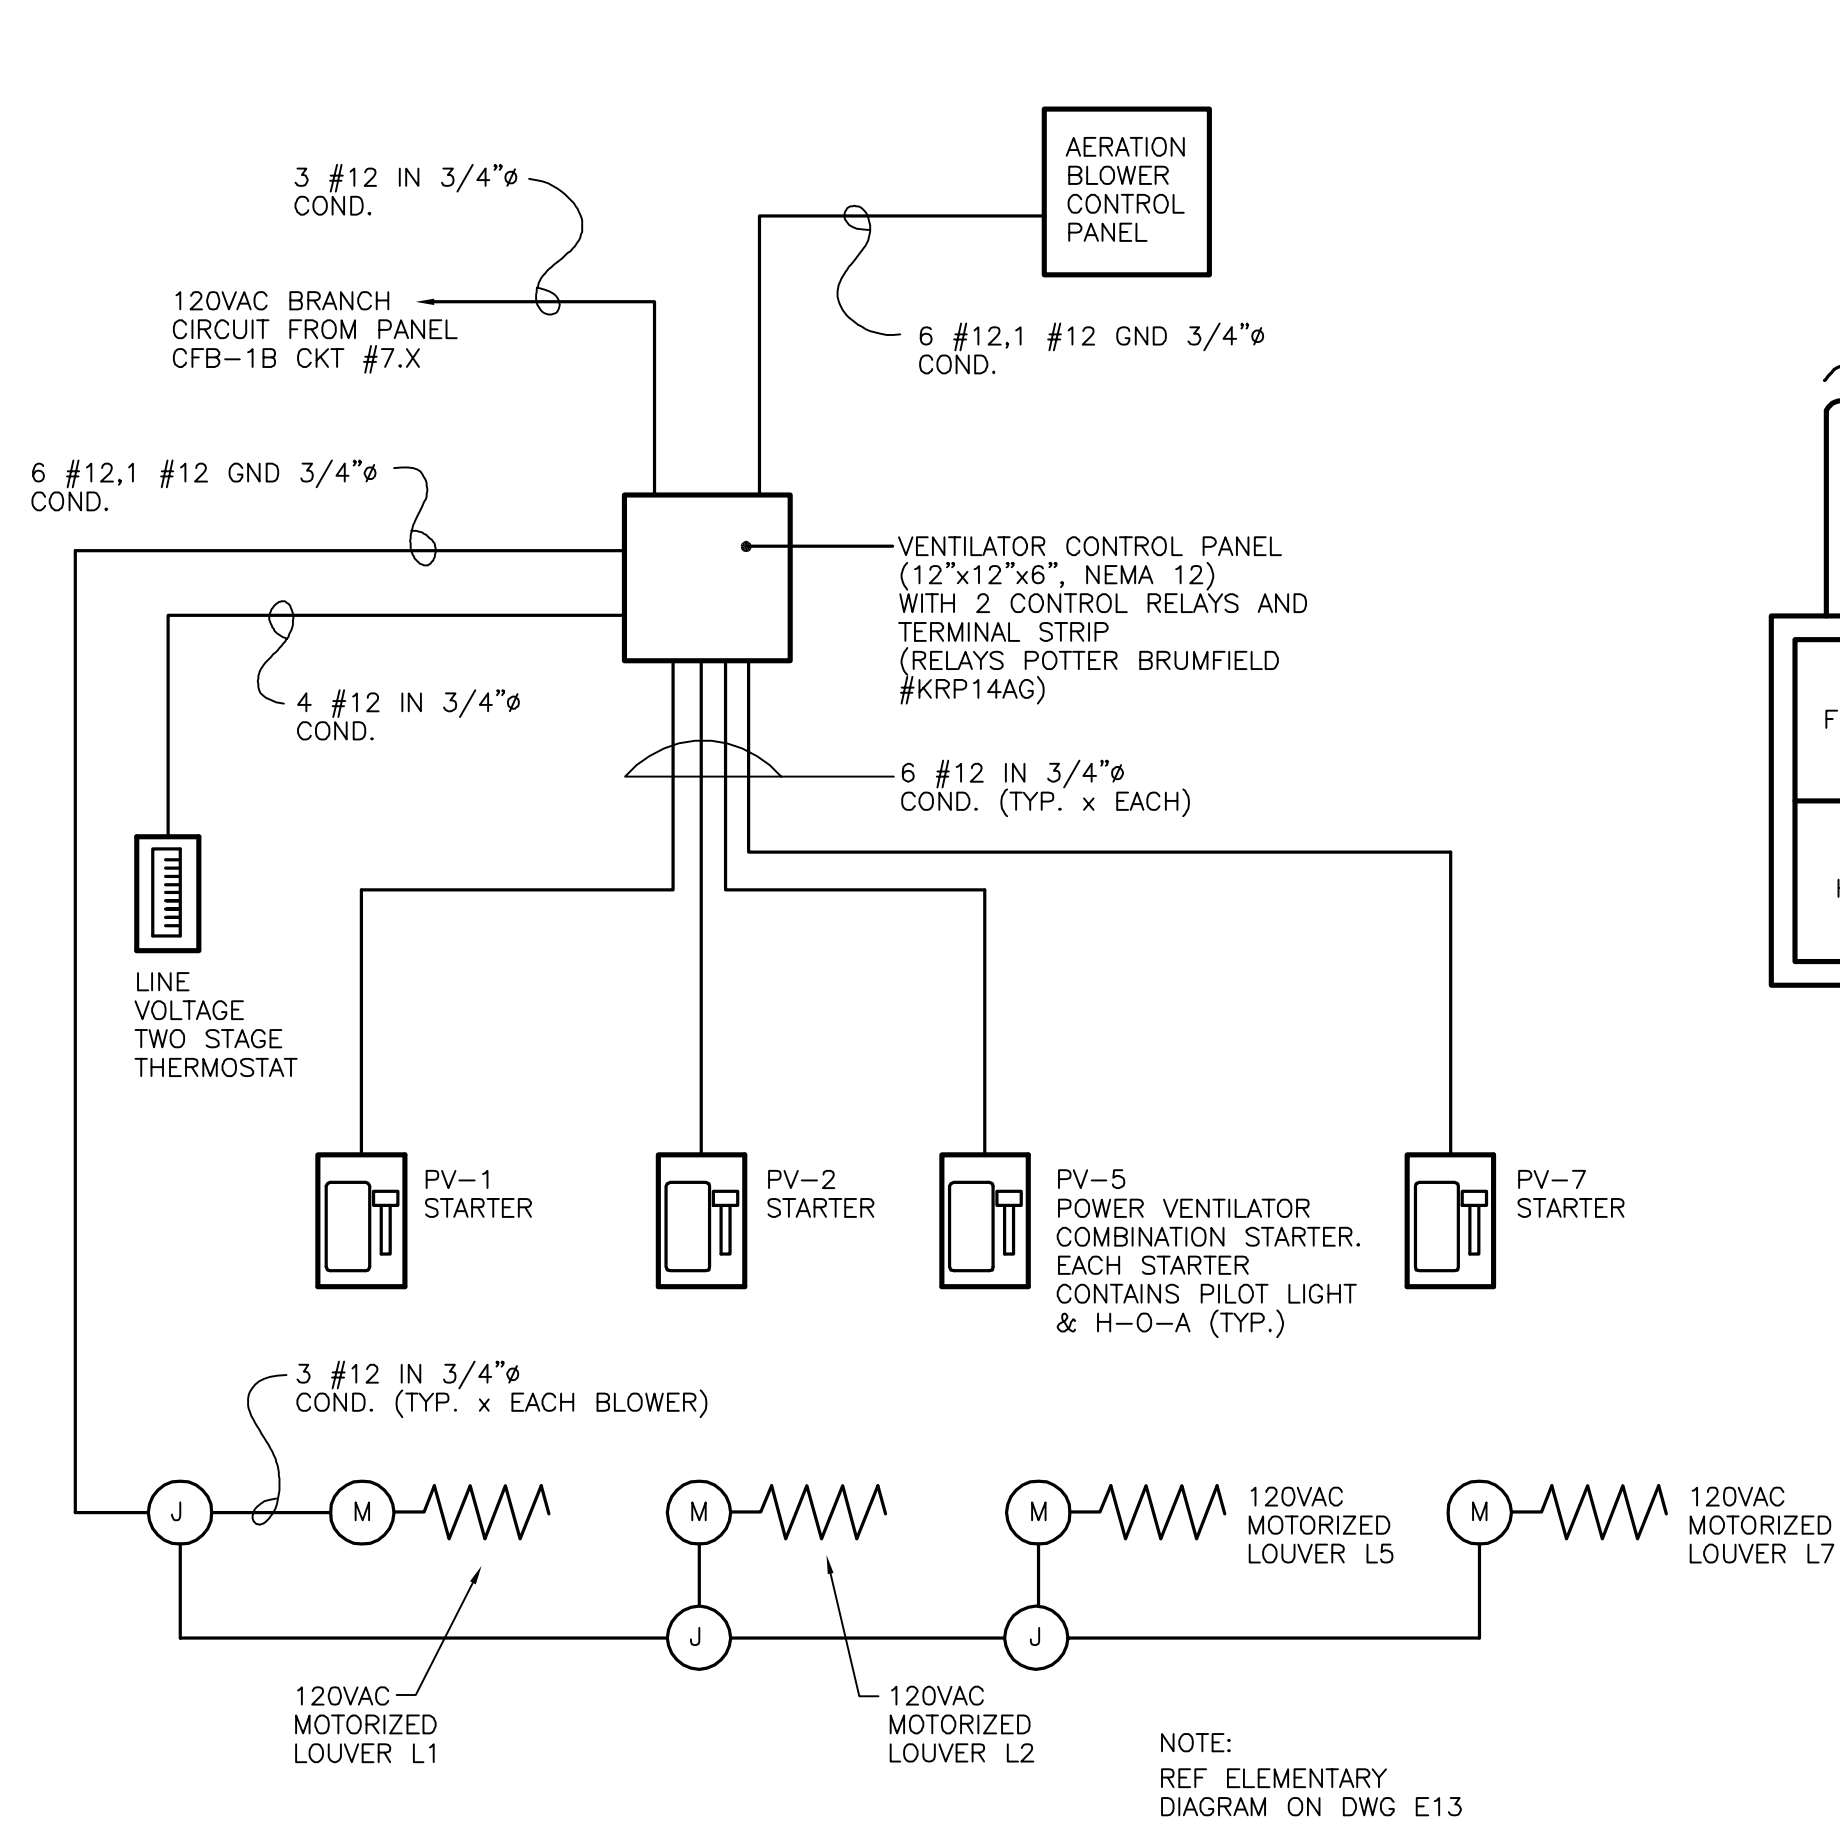 3 #12 IN 3/4"ø
COND.
AERATION
BLOWER
CONTROL
PANEL
120VAC BRANCH
CIRCUIT FROM PANEL
CFB-1B CKT #7.X
6 #12,1 #12 GND 3/4"ø
COND.
6 #12,1 #12 GND 3/4"ø
COND.
VENTILATOR CONTROL PANEL
(12"x12"x6", NEMA 12)
WITH 2 CONTROL RELAYS AND
TERMINAL STRIP
(RELAYS POTTER BRUMFIELD
#KRP14AG)
4 #12 IN 3/4"ø
COND.
6 #12 IN 3/4"ø
COND. (TYP. x EACH)
F
LINE
VOLTAGE
TWO STAGE
THERMOSTAT
PV-1
STARTER
PV-2
STARTER
PV-5
POWER VENTILATOR
COMBINATION STARTER.
EACH STARTER
CONTAINS PILOT LIGHT
& H-O-A (TYP.)
PV-7
STARTER
3 #12 IN 3/4"ø
COND. (TYP. x EACH BLOWER)
J
M
M
M
120VAC
MOTORIZED
LOUVER L5
M
120VAC
MOTORIZED
LOUVER L7
J
J
120VAC
MOTORIZED
LOUVER L1
120VAC
MOTORIZED
LOUVER L2
NOTE:
REF ELEMENTARY
DIAGRAM ON DWG E13